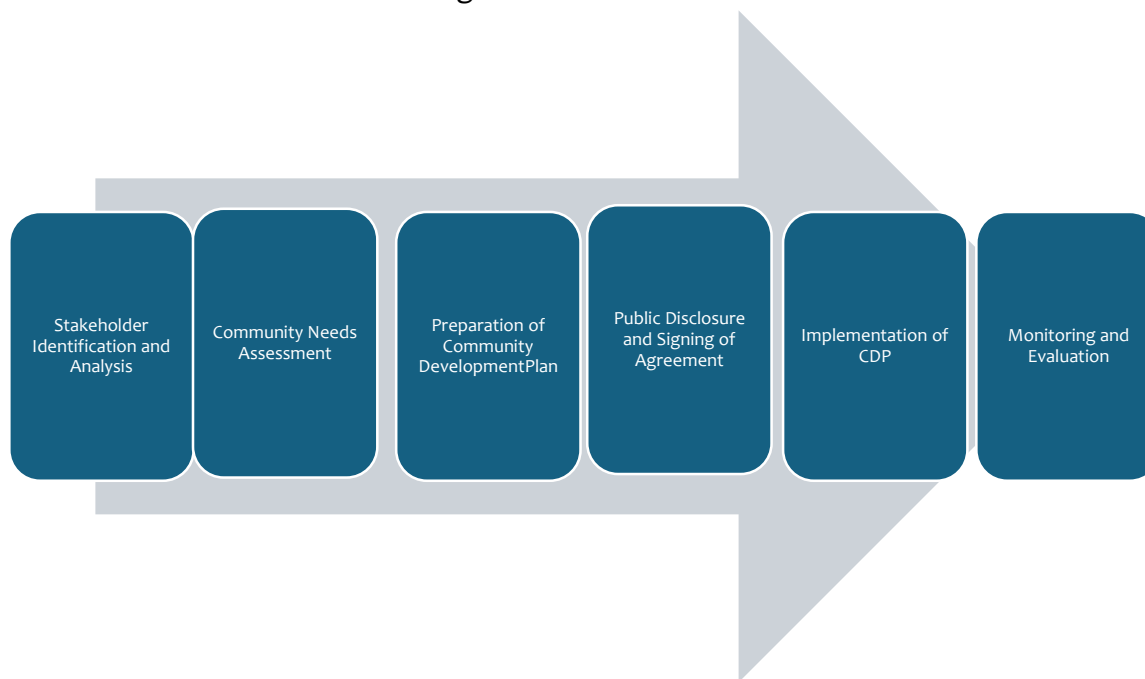 Stakeholder
Identification and
Analysis
Community Needs
Assessment
Preparation of
Community
DevelopmentPlan
Public Disclosure
and Signing of
Agreement
Implementation of
CDP
Monitoring and
Evaluation